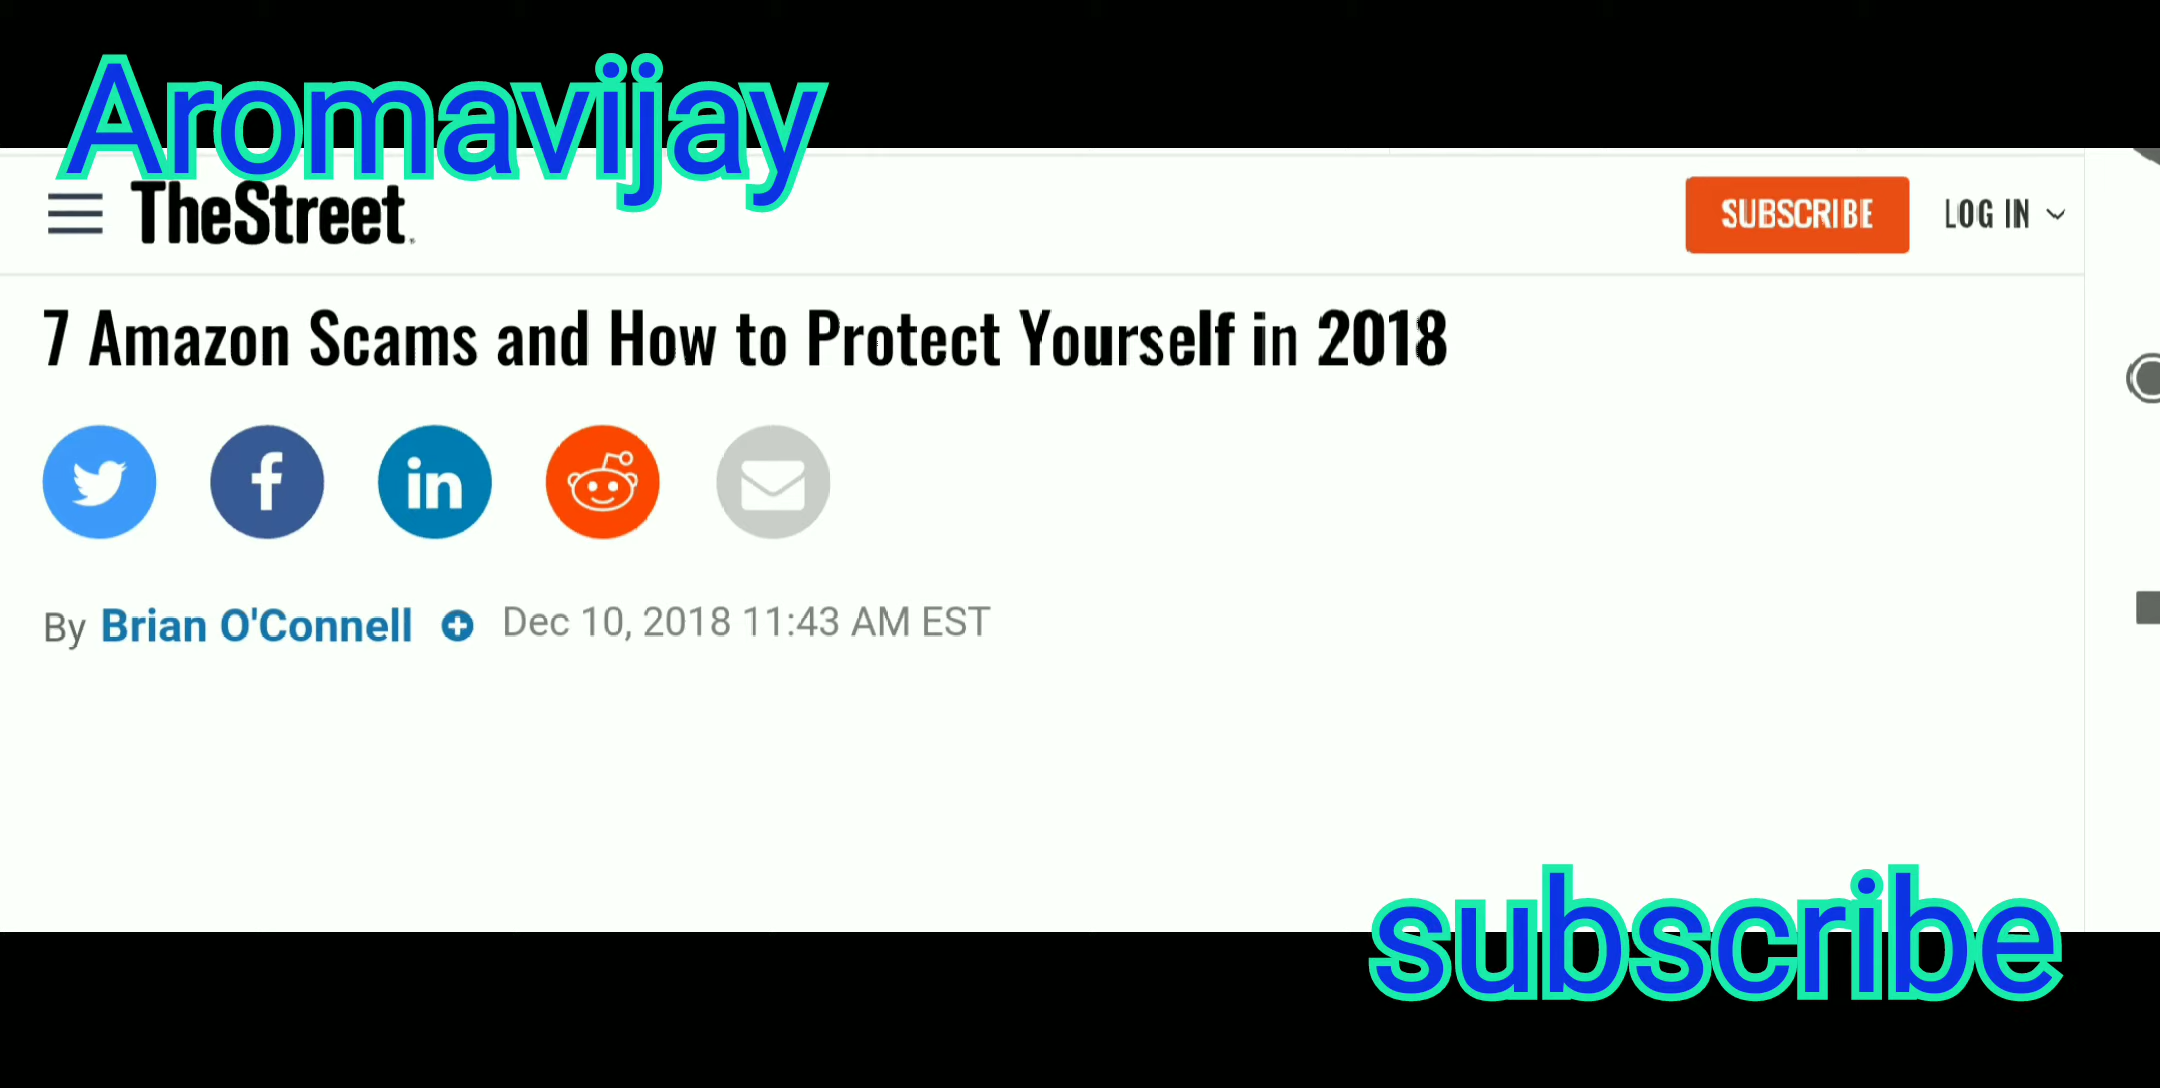 Aromavijay
TheStreet
SUBSCRIBE LOG IN
7 Amazon Scams and How to Protect Yourself in 2018
By Brian O'Connell Dec 10, 2018 11:43 AM EST
subscribe